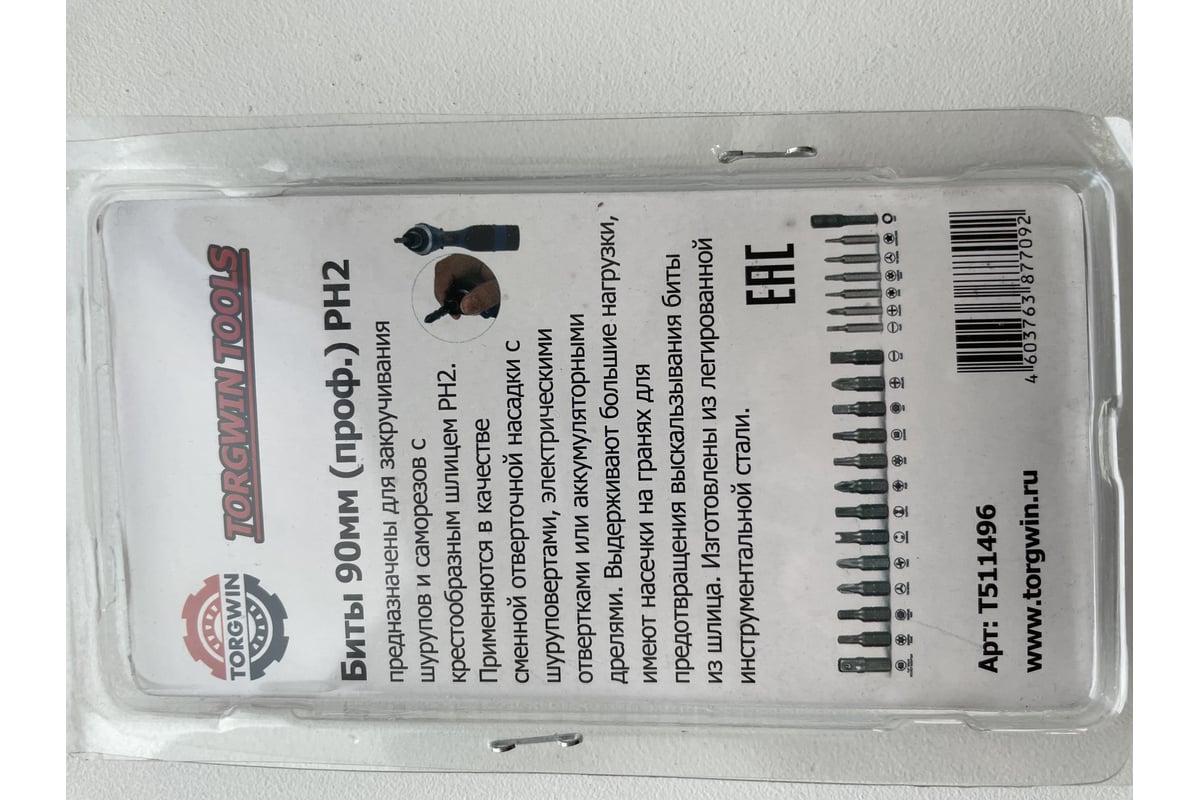 TORGWIN
TORGWIN TOOLS
Биты 90мм (проф.) PH2
предназначены для закручивания
шурупов и саморезов с
крестообразным шлицем PH2.
Применяются в качестве
сменной отверточной насадки с
шуруповертами, электрическими
отвертками или аккумуляторными
дрелями. Выдерживают большие нагрузки,
имеют насечки на гранях для
предотвращения выскальзывания биты
из шлица. Изготовлены из легированной
инструментальной стали.
EAC
Арт: T511496
www.torgwin.ru
4 603763 877092